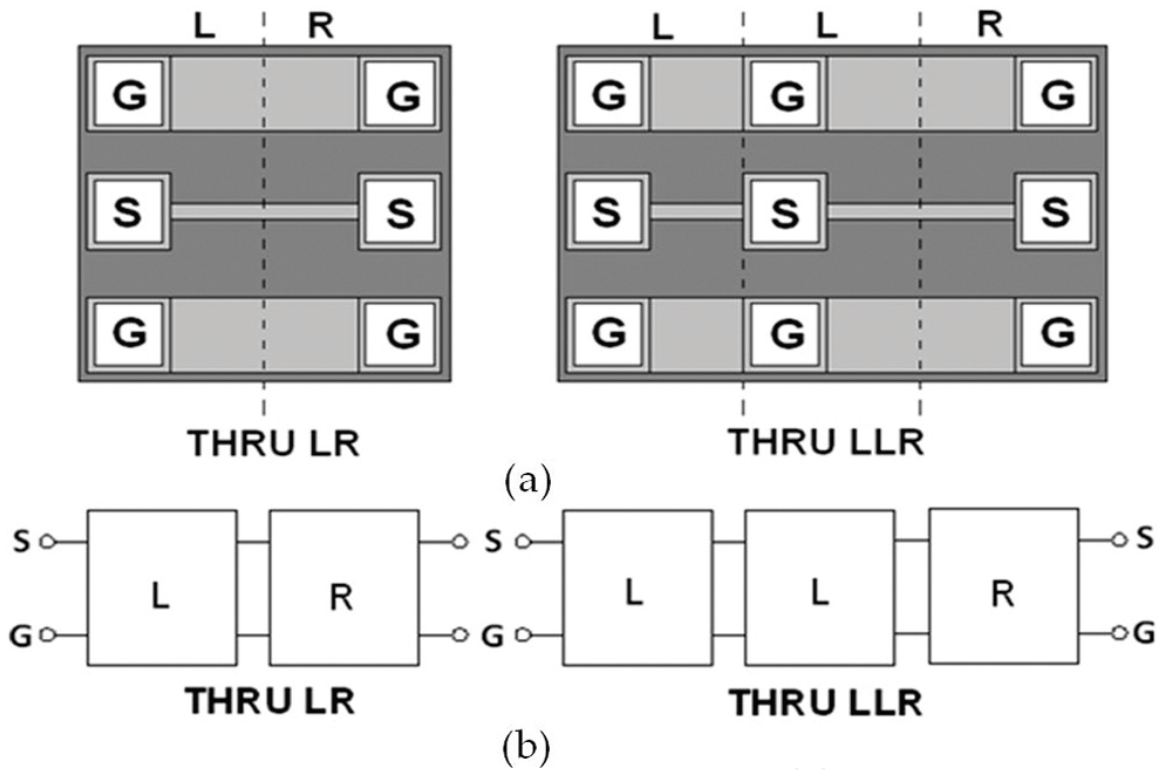 L R L L R
G G G G G
S S S S S
G G G G G
THRU LR THRU LLR
(a)
S L R S L L R S
G G G
THRU LR THRU LLR
(b)